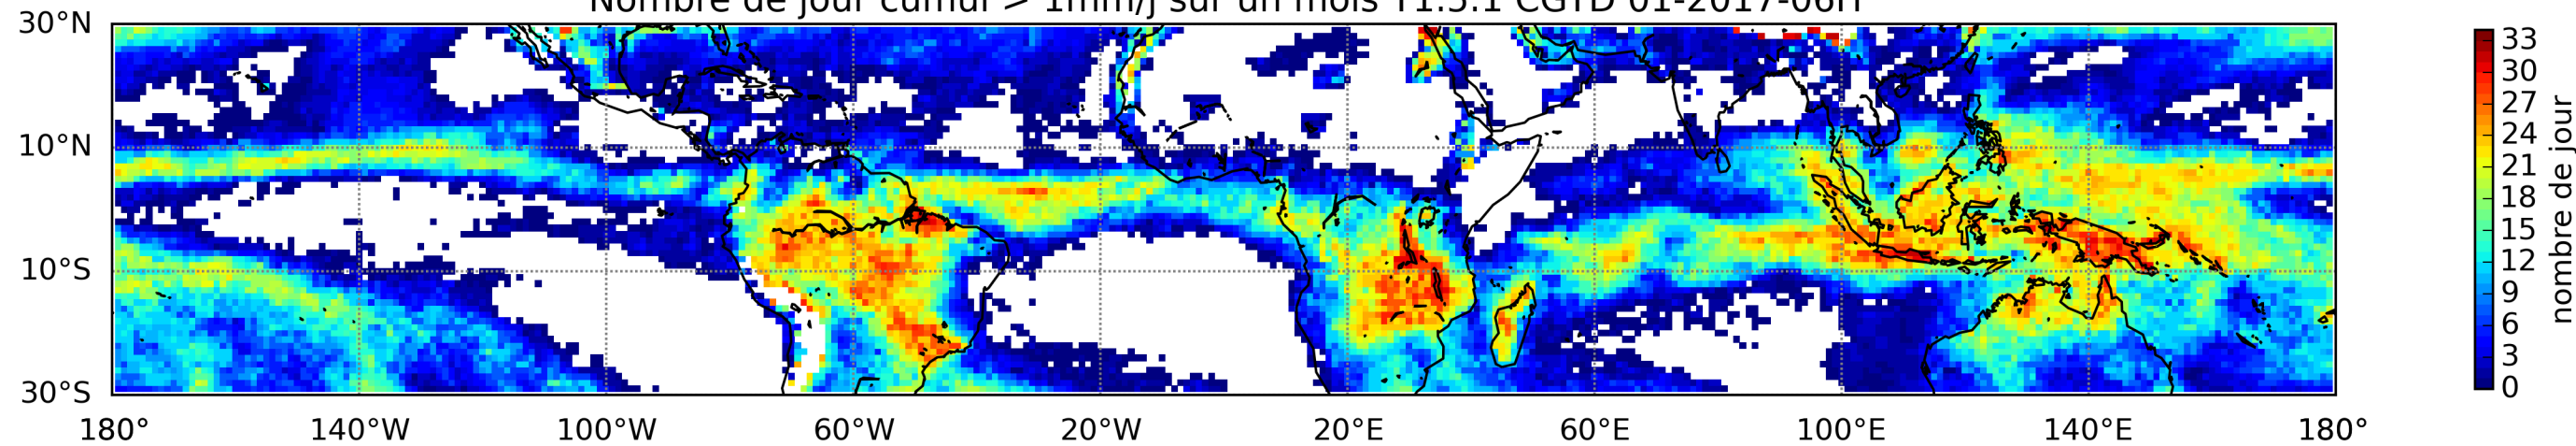 Nombre de jour cumul > 1mm/j sur un mois T1.5.1 CGTD 01-2017-06H
30°N
10°N
10°S
30°S
180°
140°W
100°W
60°W
20°W
20°E
60°E
100°E
140°E
180°
33
30
27
24
21
18
15
12
9
6
3
0
nombre de jour